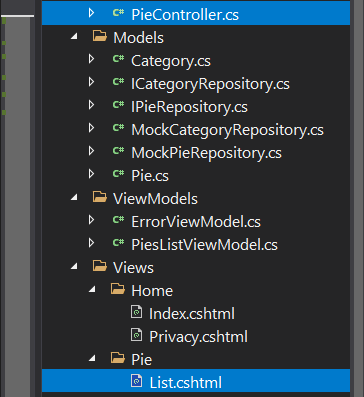 C# PieController.cs
Models
C# Category.cs
C# ICategoryRepository.cs
C# IPieRepository.cs
C# MockCategoryRepository.cs
C# MockPieRepository.cs
C# Pie.cs
ViewModels
C# ErrorViewModel.cs
C# PiesListViewModel.cs
Views
Home
Index.cshtml
Privacy.cshtml
Pie
List.cshtml